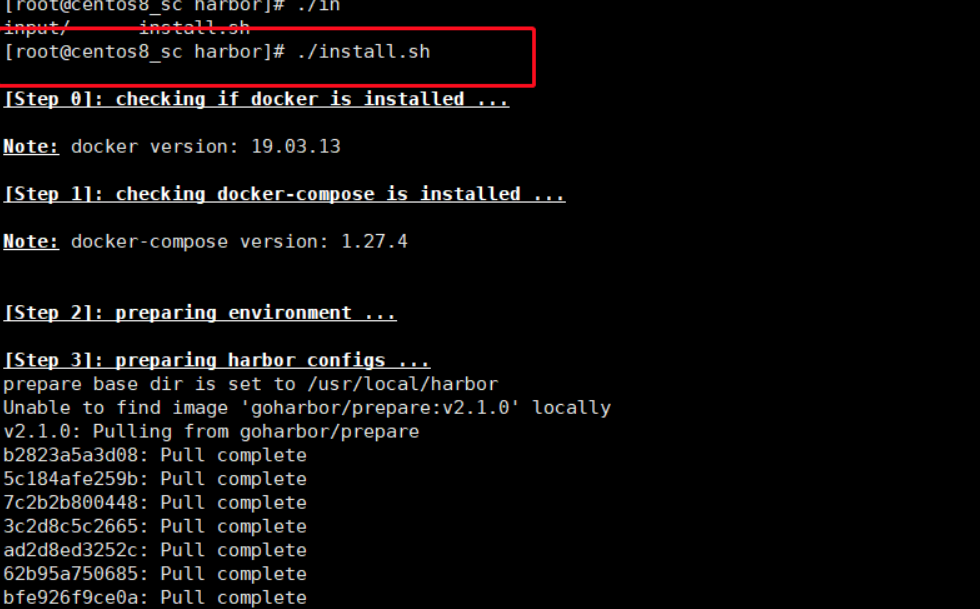 [root@centos8_sc harbor]# ./in
input/      install.sh
[root@centos8_sc harbor]# ./install.sh
[Step 0]: checking if docker is installed ...
Note: docker version: 19.03.13
[Step 1]: checking docker-compose is installed ...
Note: docker-compose version: 1.27.4
[Step 2]: preparing environment ...
[Step 3]: preparing harbor configs ...
prepare base dir is set to /usr/local/harbor
Unable to find image 'goharbor/prepare:v2.1.0' locally
v2.1.0: Pulling from goharbor/prepare
b2823a5a3d08: Pull complete
5c184afe259b: Pull complete
7c2b2b800448: Pull complete
3c2d8c5c2665: Pull complete
ad2d8ed3252c: Pull complete
62b95a750685: Pull complete
bfe926f9ce0a: Pull complete